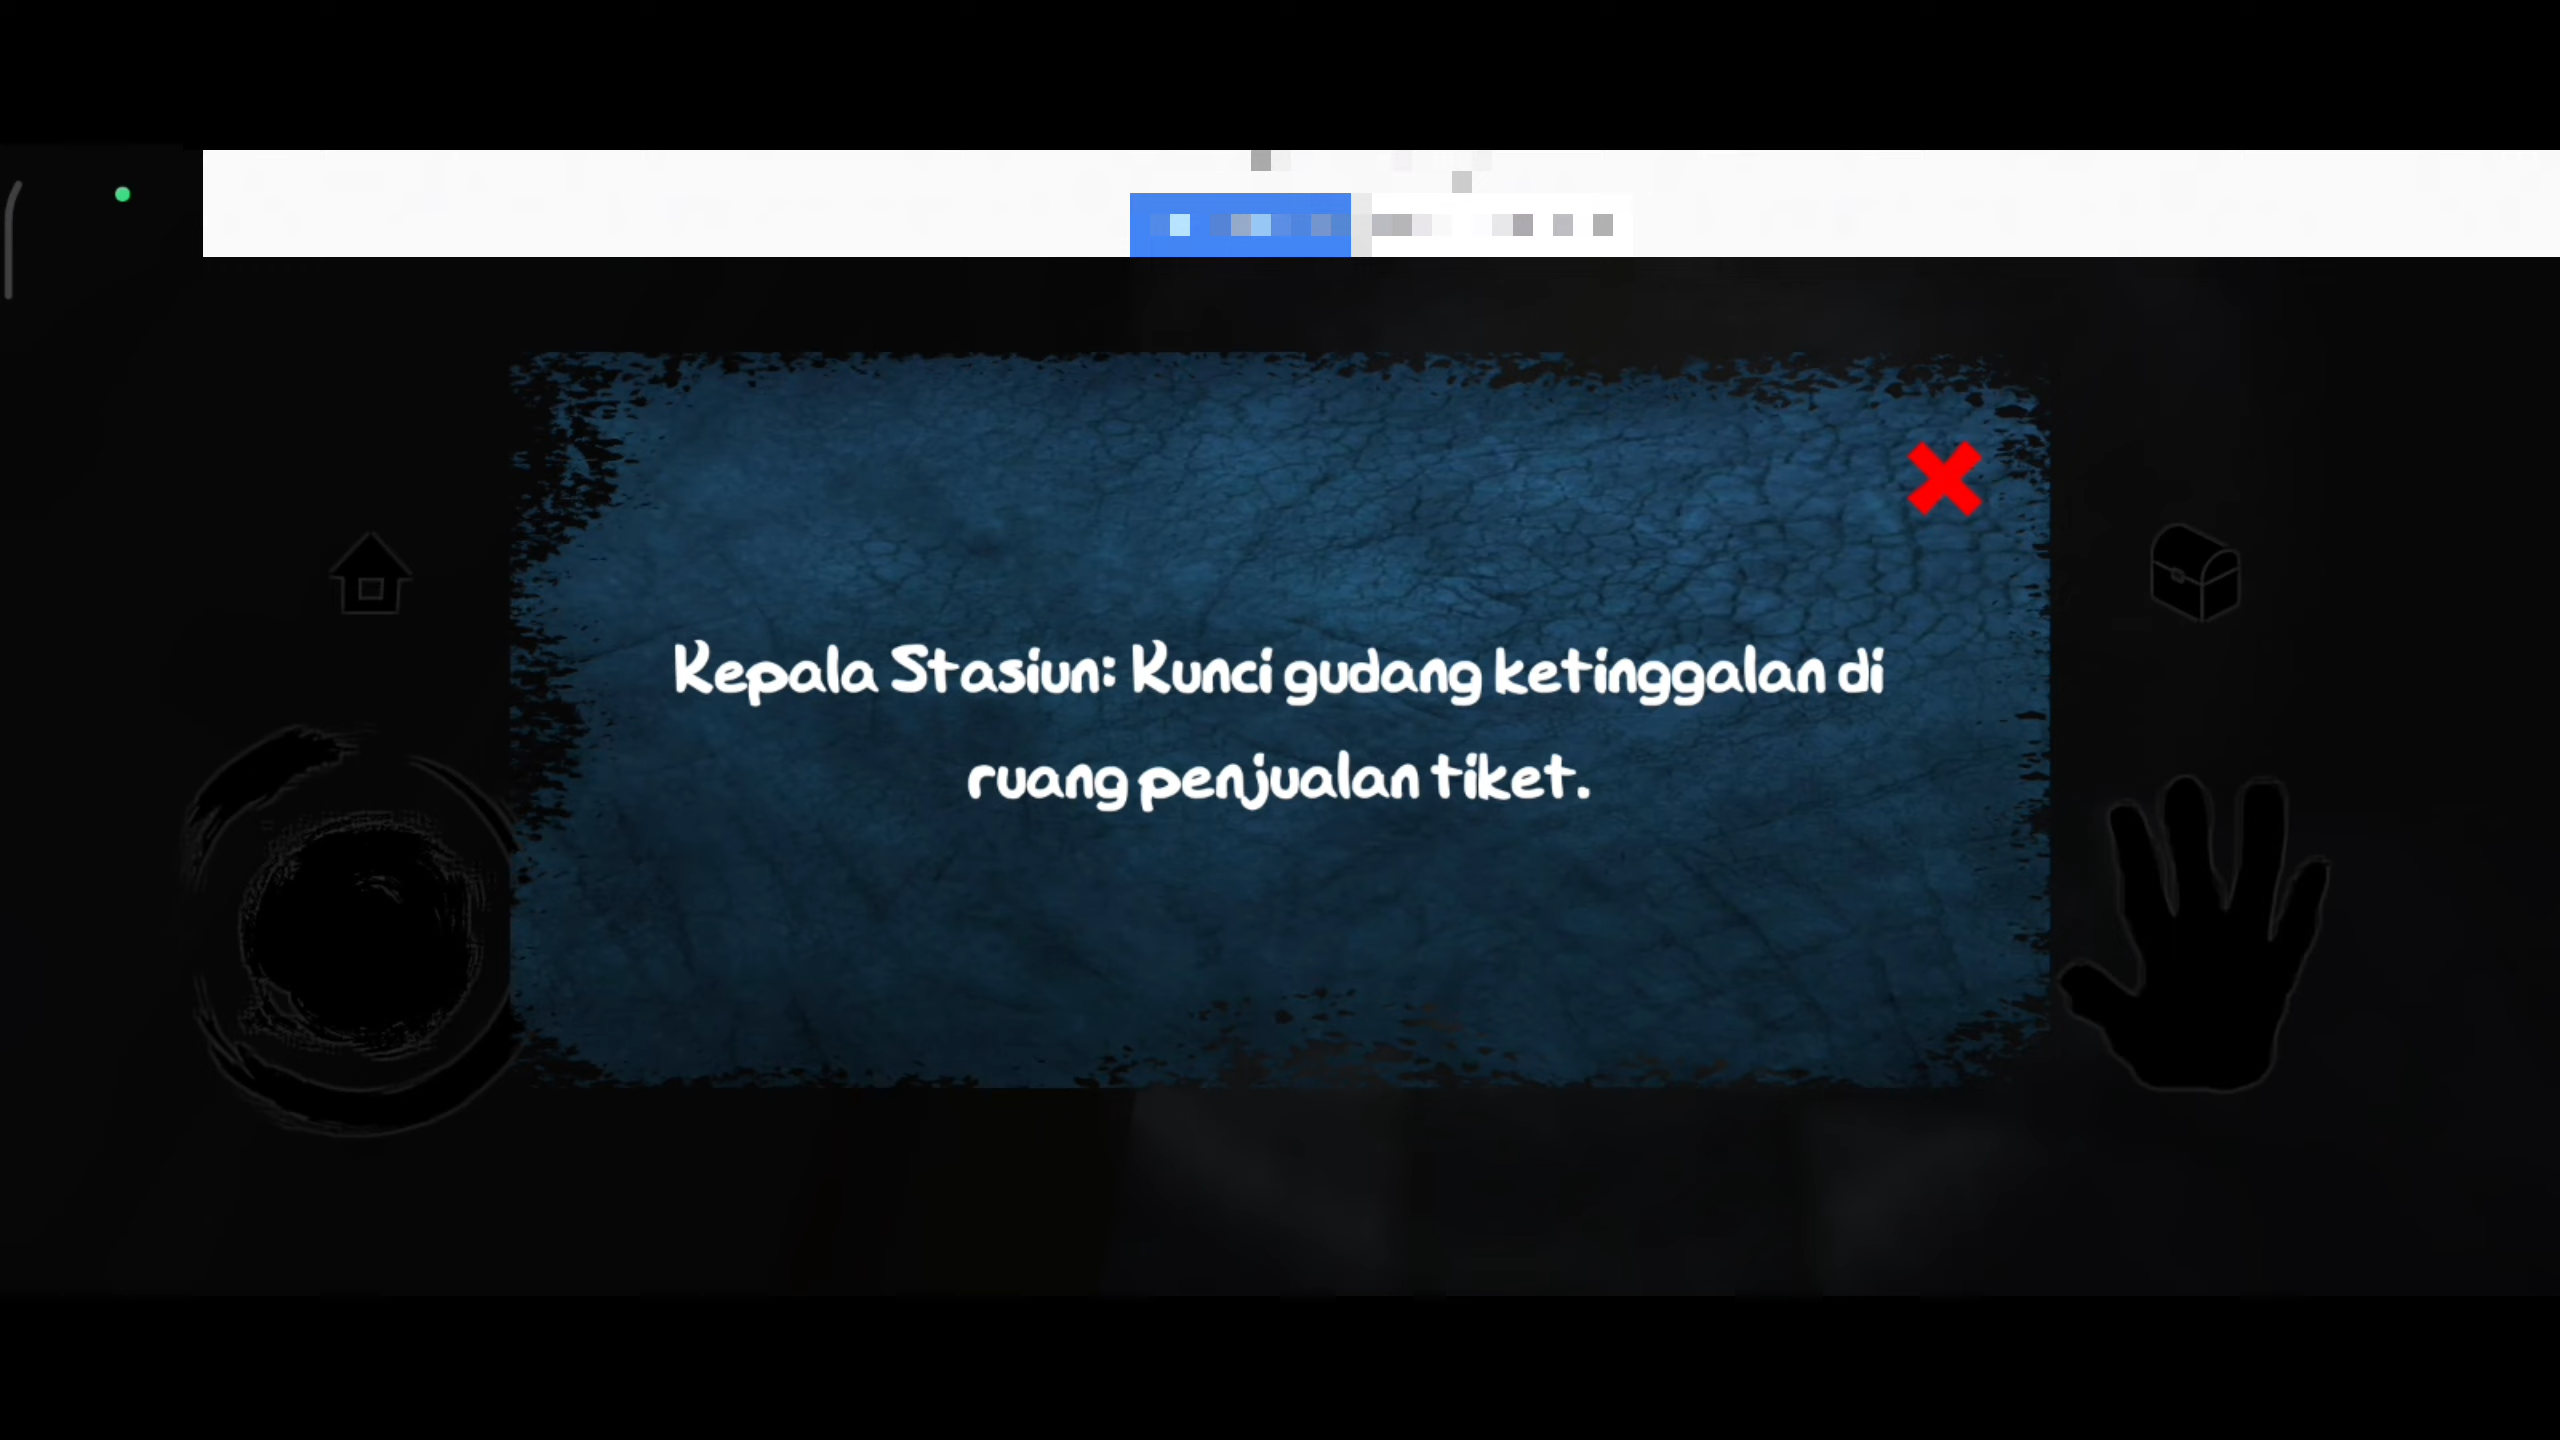 Kepala Stasiun: Kunci gudang ketinggalan di
ruang penjualan tiket.